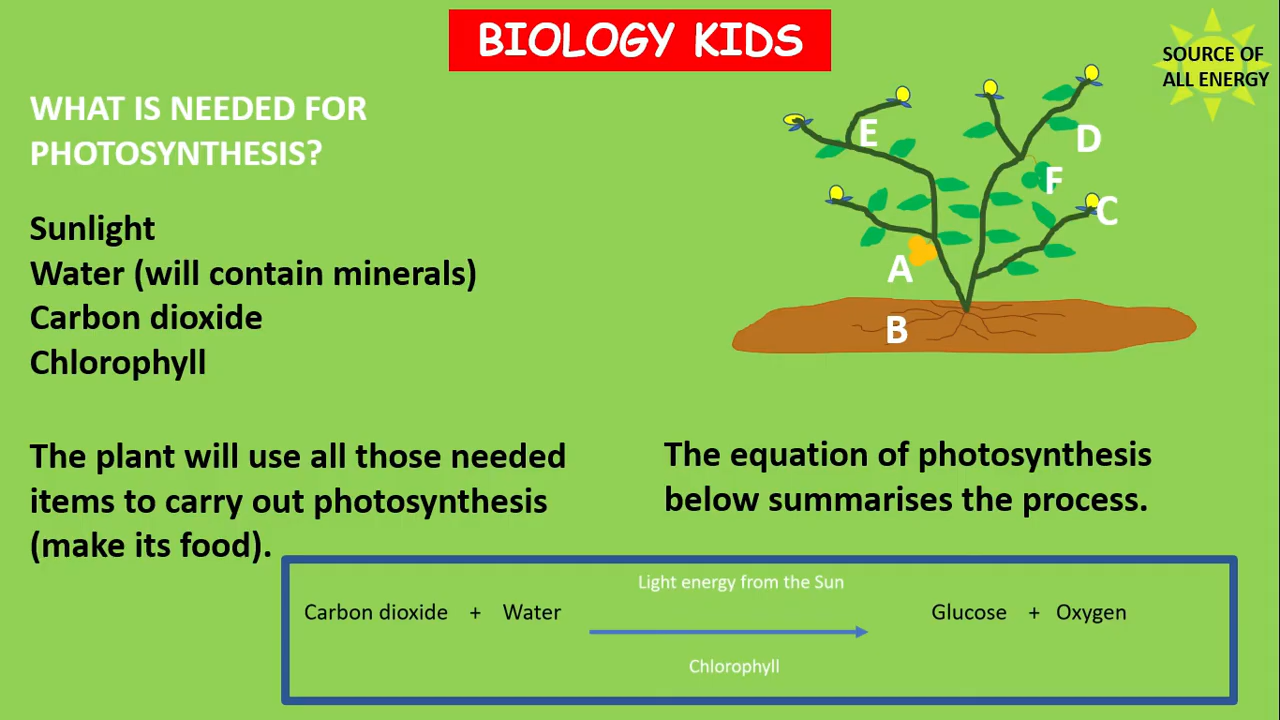 BIOLOGY KIDS
SOURCE OF
ALL ENERGY
WHAT IS NEEDED FOR
PHOTOSYNTHESIS?
Sunlight
Water (will contain minerals)
Carbon dioxide
Chlorophyll
E
D
F
C
A
B
The plant will use all those needed
items to carry out photosynthesis
(make its food).
The equation of photosynthesis
below summarises the process.
Light energy from the Sun
Carbon dioxide + Water
Glucose + Oxygen
Chlorophyll